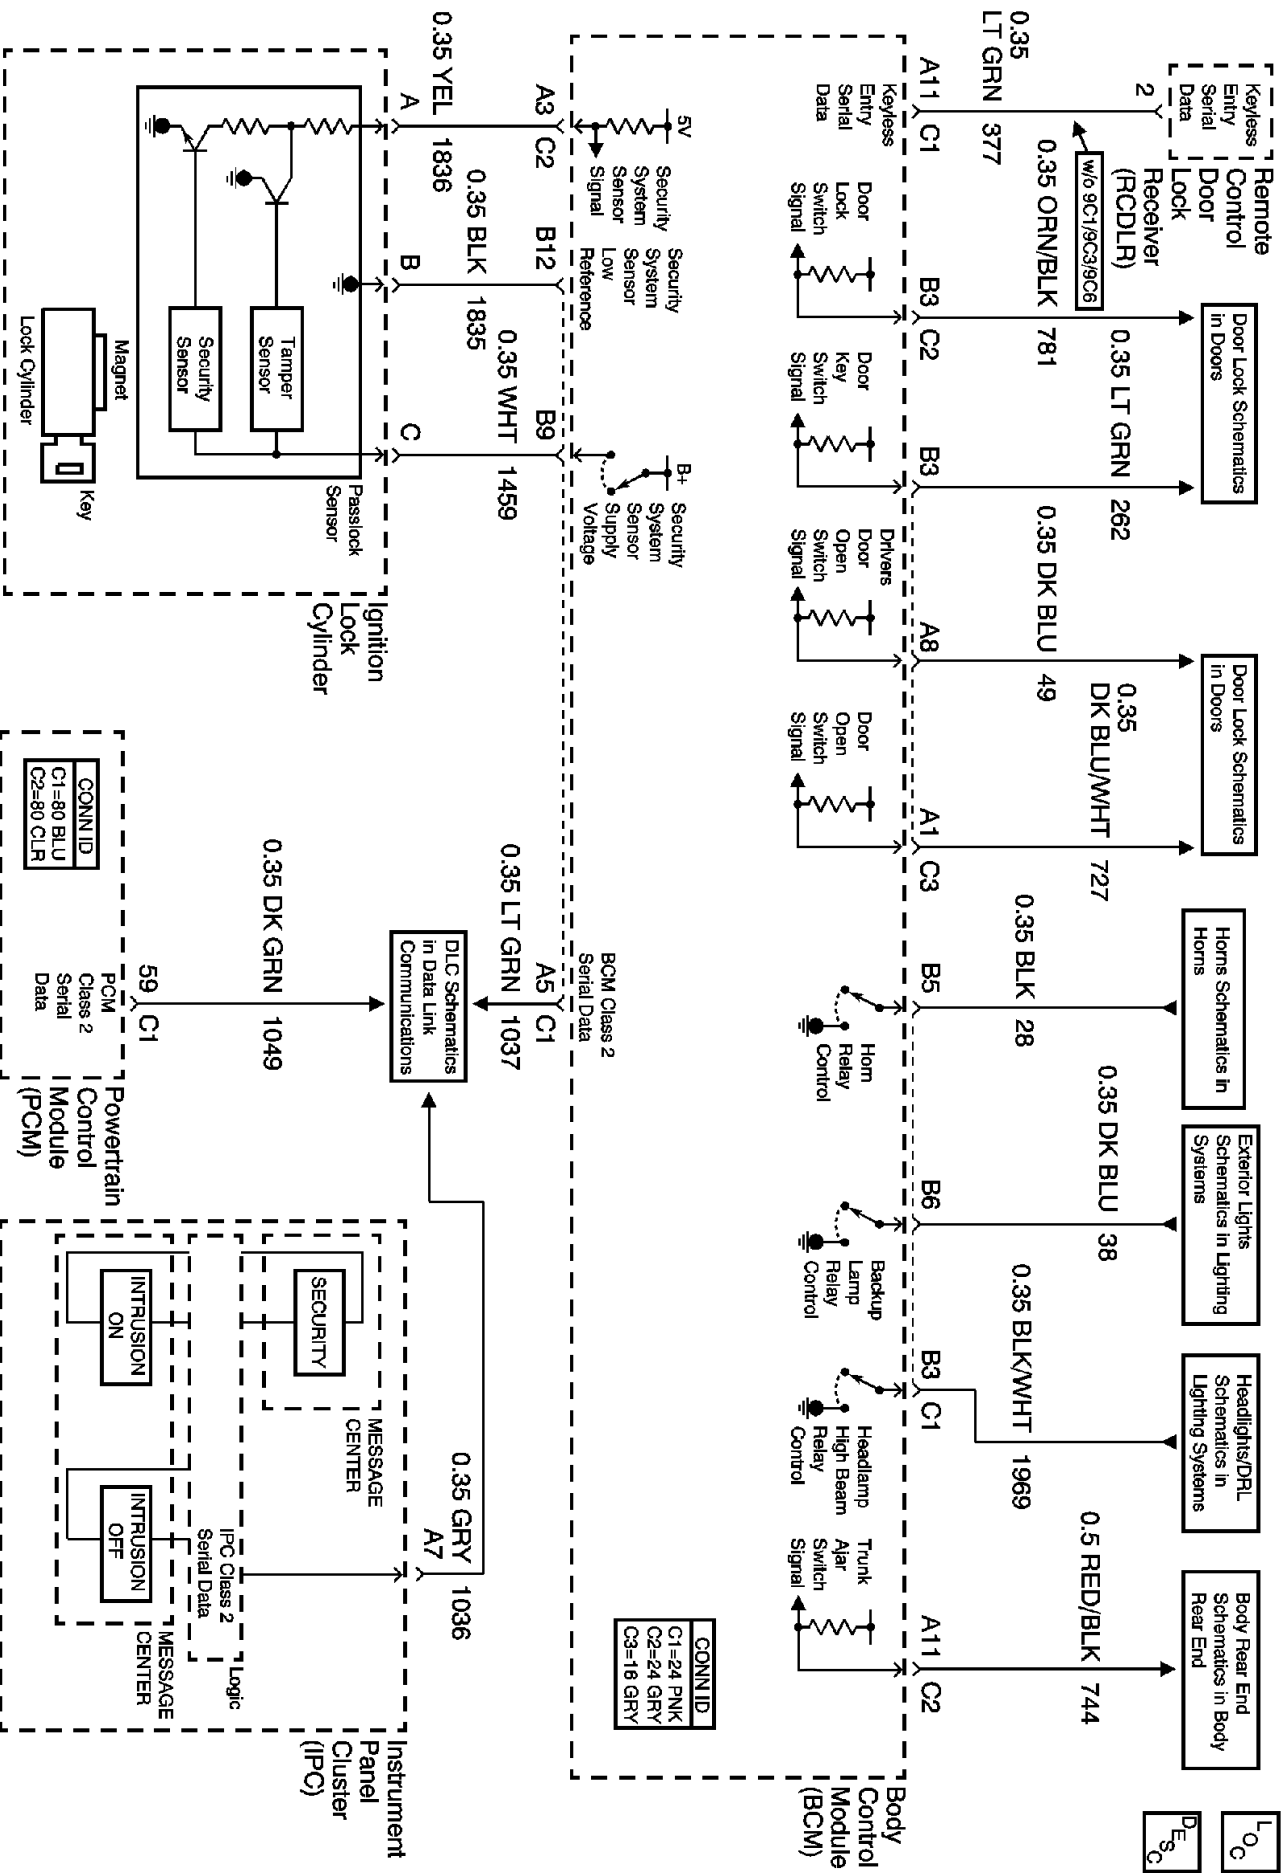 Keyless
Entry
Serial
Data
Remote
Control
Door
Lock
Receiver
(RCDLR)
2
w/o 9C1/9C3/9C6
0.35
LT GRN 377
A11 C1
Keyless
Entry
Serial
Data
Door Lock Schematics
in Doors
0.35 ORN/BLK 781
B3 C2
Door
Lock
Switch
Signal
0.35 LT GRN 262
B3
Door
Key
Switch
Signal
Door Lock Schematics
in Doors
0.35 DK BLU 49
A8
Drivers
Door
Open
Switch
Signal
0.35
DK BLU/WHT 727
A1 C3
Door
Open
Switch
Signal
Horns Schematics in
Horns
0.35 BLK 28
B5
Horn
Relay
Control
Exterior Lights
Schematics in Lighting
Systems
0.35 DK BLU 38
B6
Backup
Lamp
Relay
Control
Headlights/DRL
Schematics in
Lighting Systems
0.35 BLK/WHT 1969
B3 C1
Headlamp
High Beam
Relay
Control
Body Rear End
Schematics in Body
Rear End
0.5 RED/BLK 744
A11 C2
Trunk
Ajar
Switch
Signal
LOC
DESC
Body
Control
Module
(BCM)
CONN ID
C1=24 PNK
C2=24 GRY
C3=16 GRY
5V
Security
System
Sensor
Signal
A3 C2
0.35 YEL 1836
A
Security
System
Sensor
Low
Reference
B12
0.35 BLK 1835
B
B+
Security
System
Sensor
Supply
Voltage
B9
0.35 WHT 1459
C
BCM Class 2
Serial Data
A5 C1
0.35 LT GRN 1037
DLC Schematics
in Data Link
Communications
0.35 DK GRN 1049
59 C1
PCM
Class 2
Serial
Data
CONN ID
C1=80 BLU
C2=80 CLR
Powertrain
Control
Module
(PCM)
Ignition
Lock
Cylinder
Passlock
Sensor
Tamper
Sensor
Security
Sensor
Magnet
Lock Cylinder
Key
0.35 GRY 1036
A7
Instrument
Panel
Cluster
(IPC)
MESSAGE
CENTER
SECURITY
IPC Class 2
Serial Data
Logic
INTRUSION
ON
INTRUSION
OFF
MESSAGE
CENTER